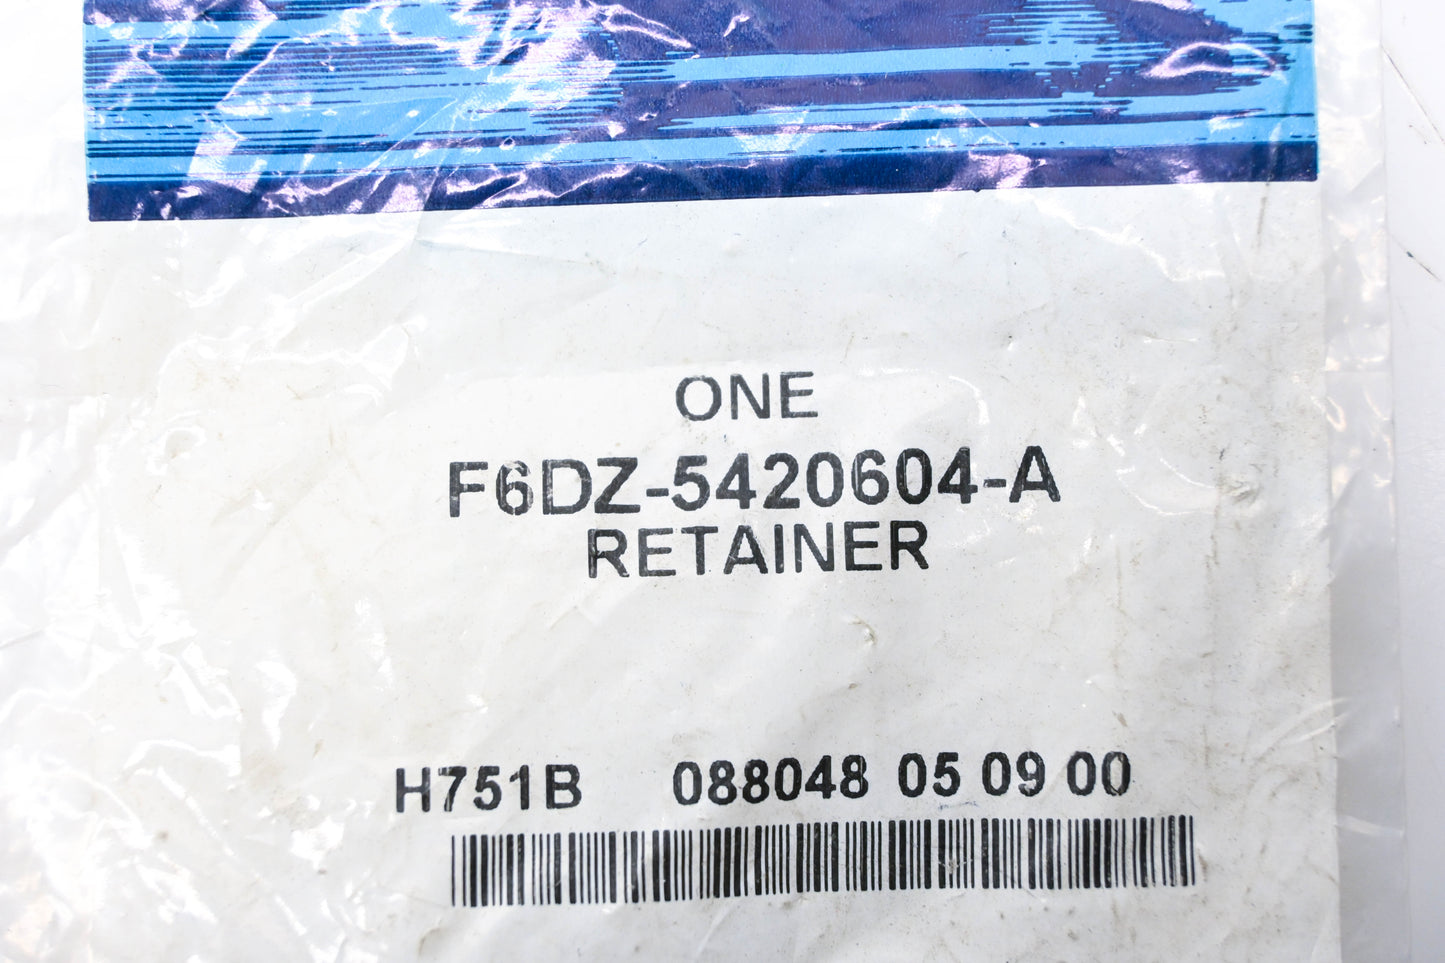 ONE
F6DZ-5420604-A
RETAINER
H751B 088048 05 09 00